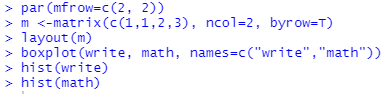 > par(mfrow=c(2, 2))
> m <-matrix(c(1,1,2,3), ncol=2, byrow=T)
> layout(m)
> boxplot(write, math, names=c("write","math"))
> hist(write)
> hist(math)